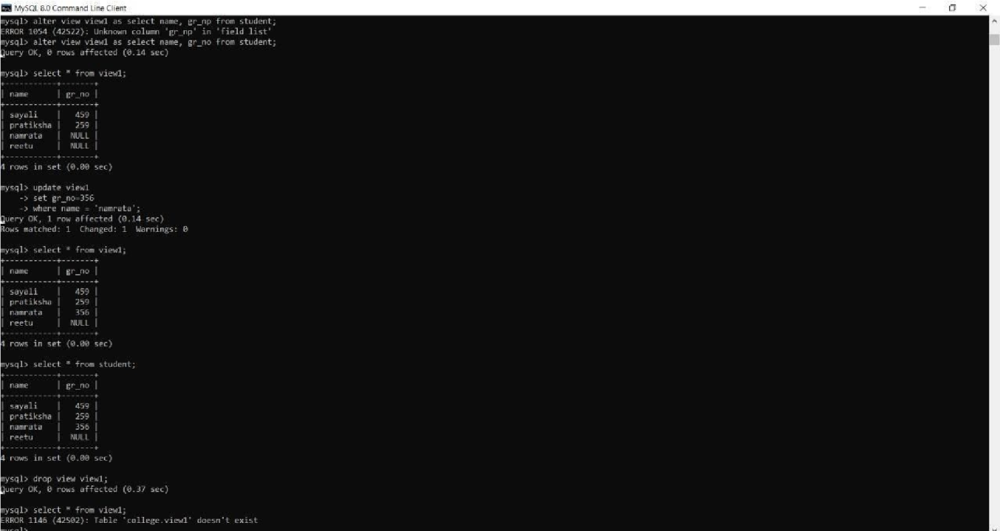 MySQL 8.0 Command Line Client
mysql> alter view view1 as select name, gr_np from student;
ERROR 1054 (42S22): Unknown column 'gr_np' in 'field list'
mysql> alter view view1 as select name, gr_no from student;
Query OK, 0 rows affected (0.14 sec)

mysql> select * from view1;
+-----------+-------+
| name      | gr_no |
+-----------+-------+
| sayali    |   459 |
| pratiksha |   259 |
| namrata   |  NULL |
| reetu     |  NULL |
+-----------+-------+
4 rows in set (0.00 sec)

mysql> update view1
    -> set gr_no=356
    -> where name = 'namrata';
Query OK, 1 row affected (0.14 sec)
Rows matched: 1  Changed: 1  Warnings: 0

mysql> select * from view1;
+-----------+-------+
| name      | gr_no |
+-----------+-------+
| sayali    |   459 |
| pratiksha |   259 |
| namrata   |   356 |
| reetu     |  NULL |
+-----------+-------+
4 rows in set (0.00 sec)

mysql> select * from student;
+-----------+-------+
| name      | gr_no |
+-----------+-------+
| sayali    |   459 |
| pratiksha |   259 |
| namrata   |   356 |
| reetu     |  NULL |
+-----------+-------+
4 rows in set (0.00 sec)

mysql> drop view view1;
Query OK, 0 rows affected (0.37 sec)

mysql> select * from view1;
ERROR 1146 (42S02): Table 'college.view1' doesn't exist
mysql>